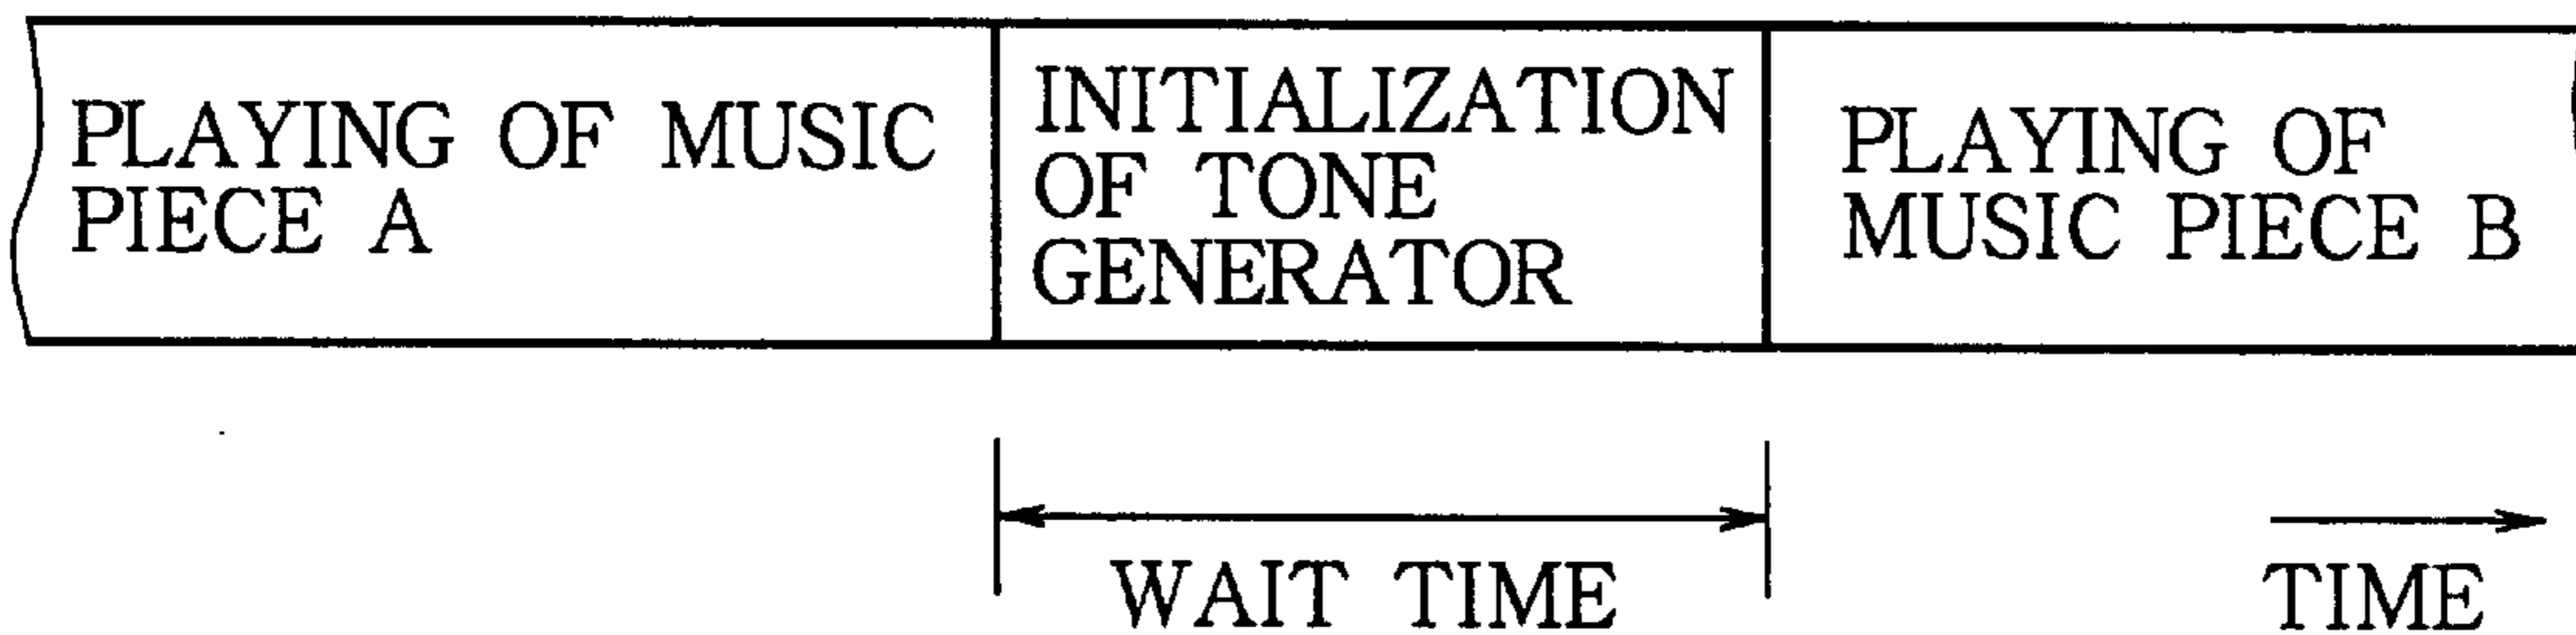 PLAYING OF MUSIC
PIECE A
INITIALIZATION
OF TONE
GENERATOR
PLAYING OF
MUSIC PIECE B
WAIT TIME
TIME